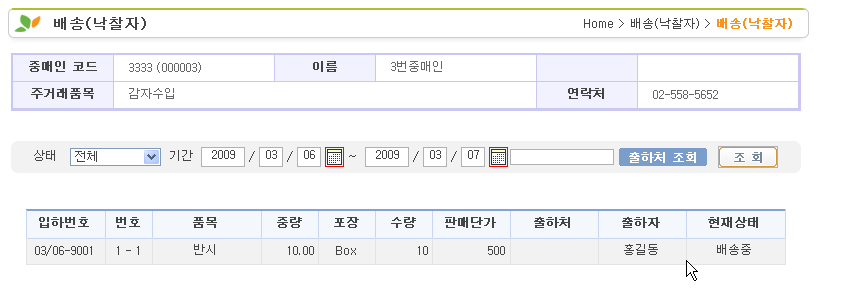 배송(낙찰자)
Home > 배송(낙찰자) > 배송(낙찰자)
중매인 코드 3333 (000003) 이름 3번중매인
주거래품목 감자수입 연락처 02-558-5652
상태 전체 기간 2009 / 03 / 06 ~ 2009 / 03 / 07 출하처 조회 조 회
입하번호 번호 품목 중량 포장 수량 판매단가 출하처 출하자 현재상태
03/06-9001 1 - 1 반시 10.00 Box 10 500 홍길동 배송중